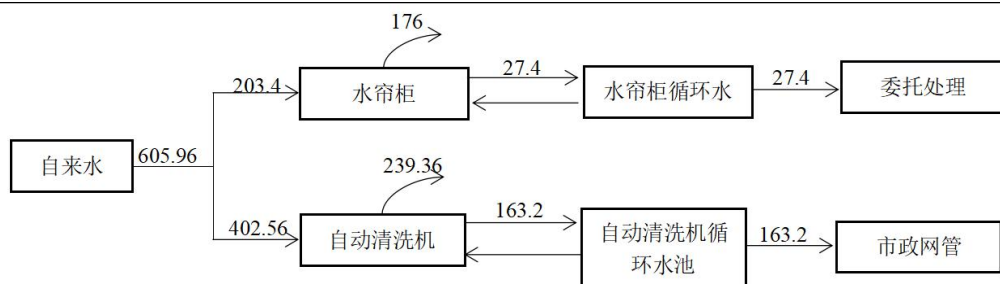 176
203.4
水帘柜
27.4
水帘柜循环水
27.4
委托处理
自来水
605.96
239.36
402.56
自动清洗机
163.2
自动清洗机循
环水池
163.2
市政网管